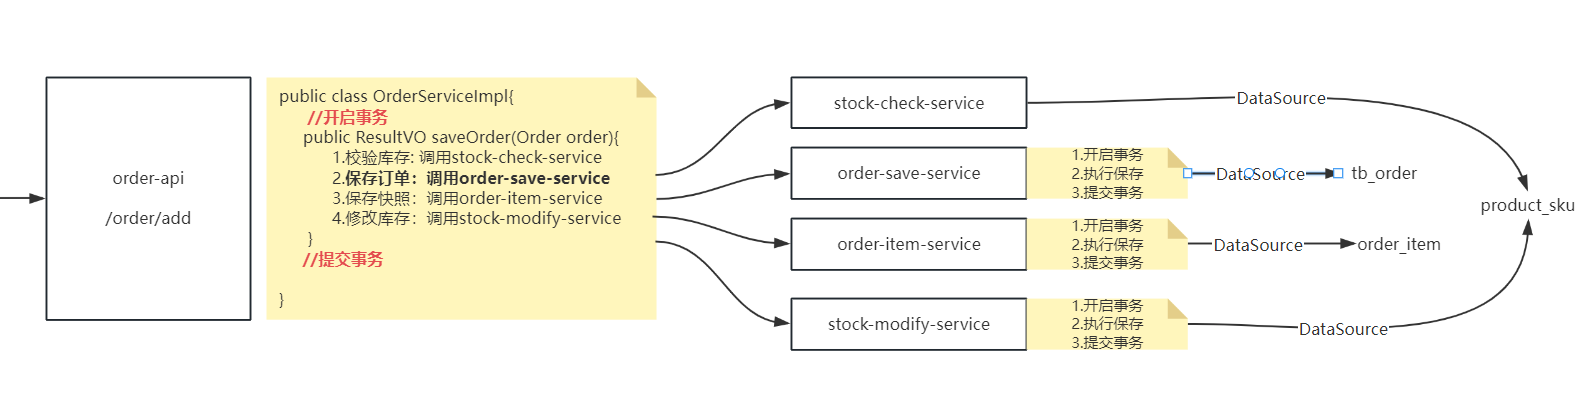 order-api
/order/add
public class OrderServiceImpl{
//开启事务
public ResultVO saveOrder(Order order){
1.校验库存: 调用stock-check-service
2.保存订单：调用order-save-service
3.保存快照：调用order-item-service
4.修改库存：调用stock-modify-service
}
//提交事务
}
stock-check-service
DataSource
order-save-service
1.开启事务
2.执行保存
3.提交事务
DataSource
tb_order
product_sku
order-item-service
1.开启事务
2.执行保存
3.提交事务
DataSource
order_item
stock-modify-service
1.开启事务
2.执行保存
3.提交事务
DataSource